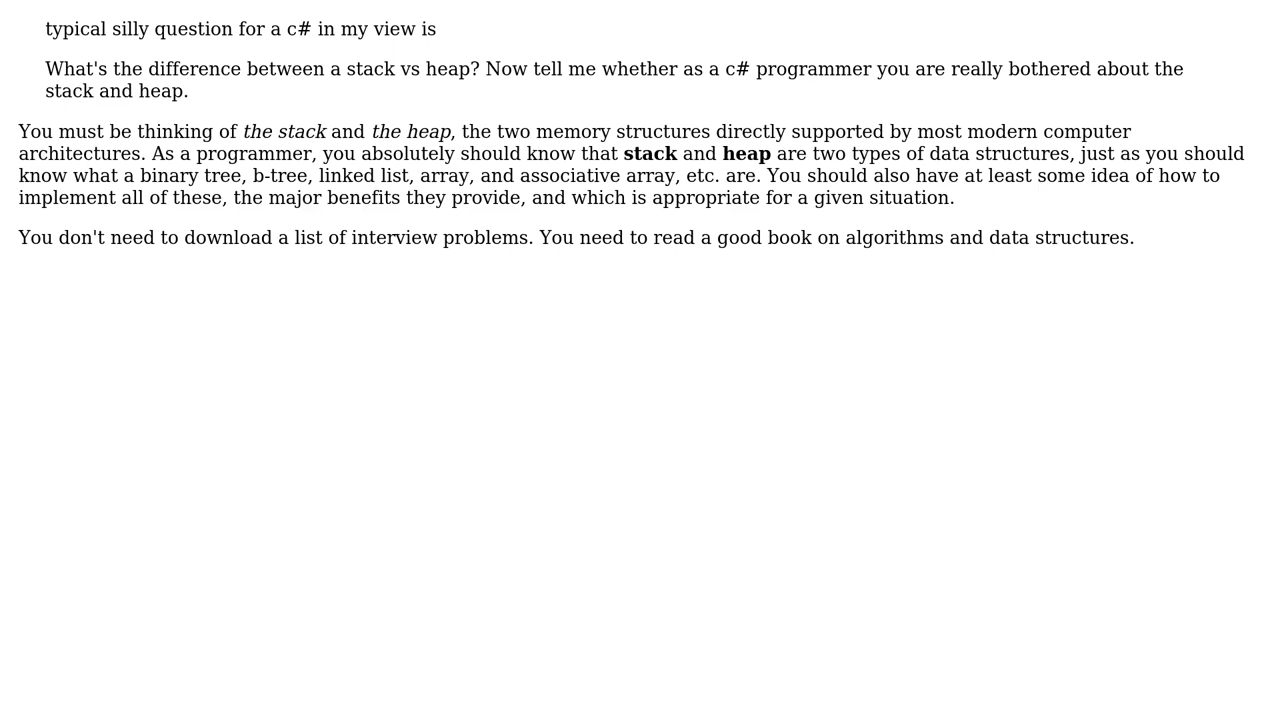 typical silly question for a c# in my view is
What's the difference between a stack vs heap? Now tell me whether as a c# programmer you are really bothered about the
stack and heap.
You must be thinking of the stack and the heap, the two memory structures directly supported by most modern computer
architectures. As a programmer, you absolutely should know that stack and heap are two types of data structures, just as you should
know what a binary tree, b-tree, linked list, array, and associative array, etc. are. You should also have at least some idea of how to
implement all of these, the major benefits they provide, and which is appropriate for a given situation.
You don't need to download a list of interview problems. You need to read a good book on algorithms and data structures.